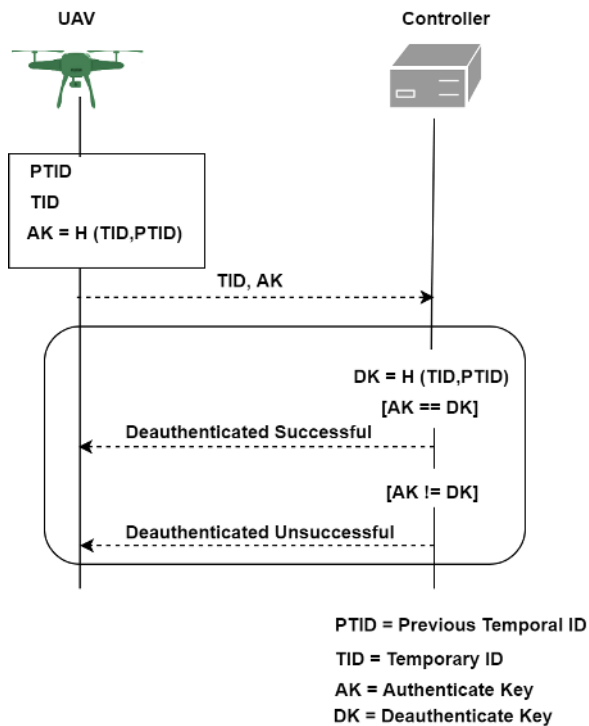 UAV
Controller
PTID
TID
AK = H (TID,PTID)
TID, AK
DK = H (TID,PTID)
[AK == DK]
Deauthenticated Successful
[AK != DK]
Deauthenticated Unsuccessful
PTID = Previous Temporal ID
TID = Temporary ID
AK = Authenticate Key
DK = Deauthenticate Key